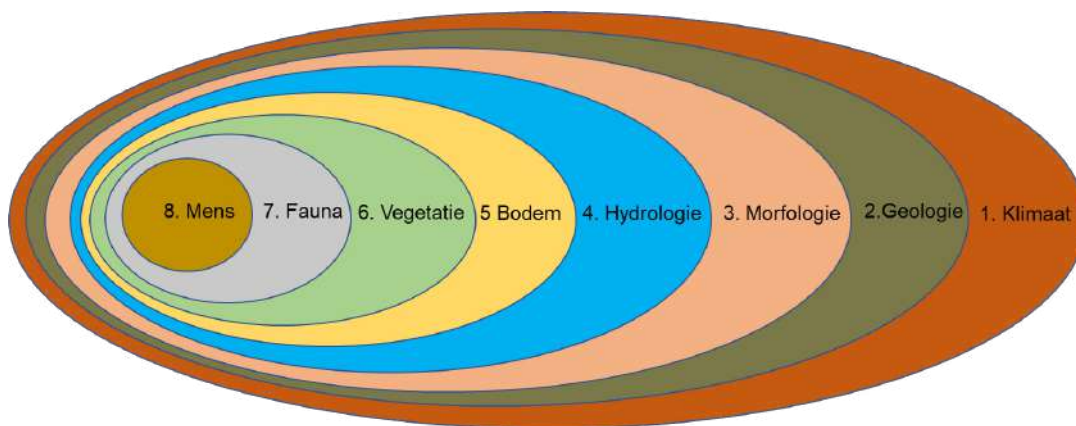 8. Mens 7. Fauna 6. Vegetatie 5 Bodem 4. Hydrologie 3. Morfologie 2.Geologie 1. Klimaat